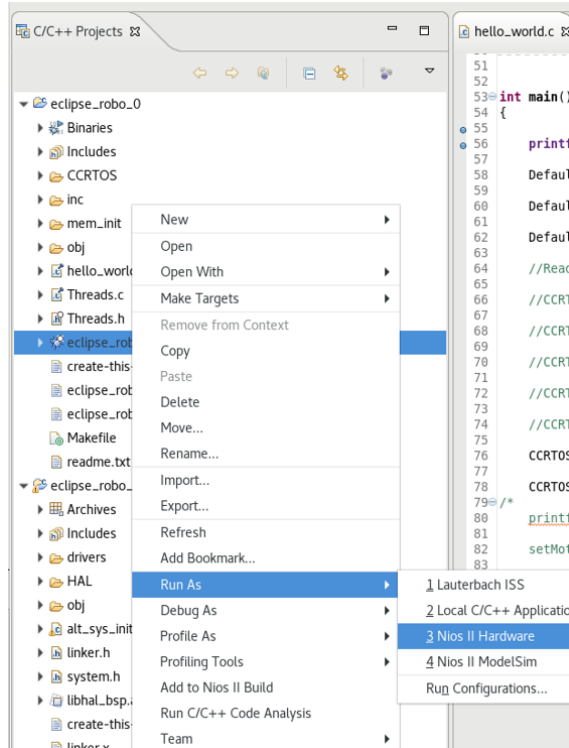 C/C++ Projects
eclipse_robo_0
Binaries
Includes
CCRTOS
inc
mem_init
obj
hello_world
Threads.c
Threads.h
eclipse_rob
create-this-
eclipse_rob
eclipse_rob
Makefile
readme.txt
eclipse_robo_
Archives
Includes
drivers
HAL
obj
alt_sys_init
linker.h
system.h
libhal_bsp.a
create-this-
linker.x
New
Open
Open With
Make Targets
Remove from Context
Copy
Paste
Delete
Move...
Rename...
Import...
Export...
Refresh
Add Bookmark...
Run As
Debug As
Profile As
Profiling Tools
Add to Nios II Build
Run C/C++ Code Analysis
Team
1 Lauterbach ISS
2 Local C/C++ Applicatio
3 Nios II Hardware
4 Nios II ModelSim
Run Configurations...
hello_world.c
51
52
53 int main()
54 {
55
56 printf
57
58 Defaul
59
60 Defaul
61
62 Defaul
63
64 //Read
65
66 //CCRT
67
68 //CCRT
69
70 //CCRT
71
72 //CCRT
73
74 //CCRT
75
76 CCRTOS
77
78 CCRTOS
79 /*
80 printf
81
82 setMot
83